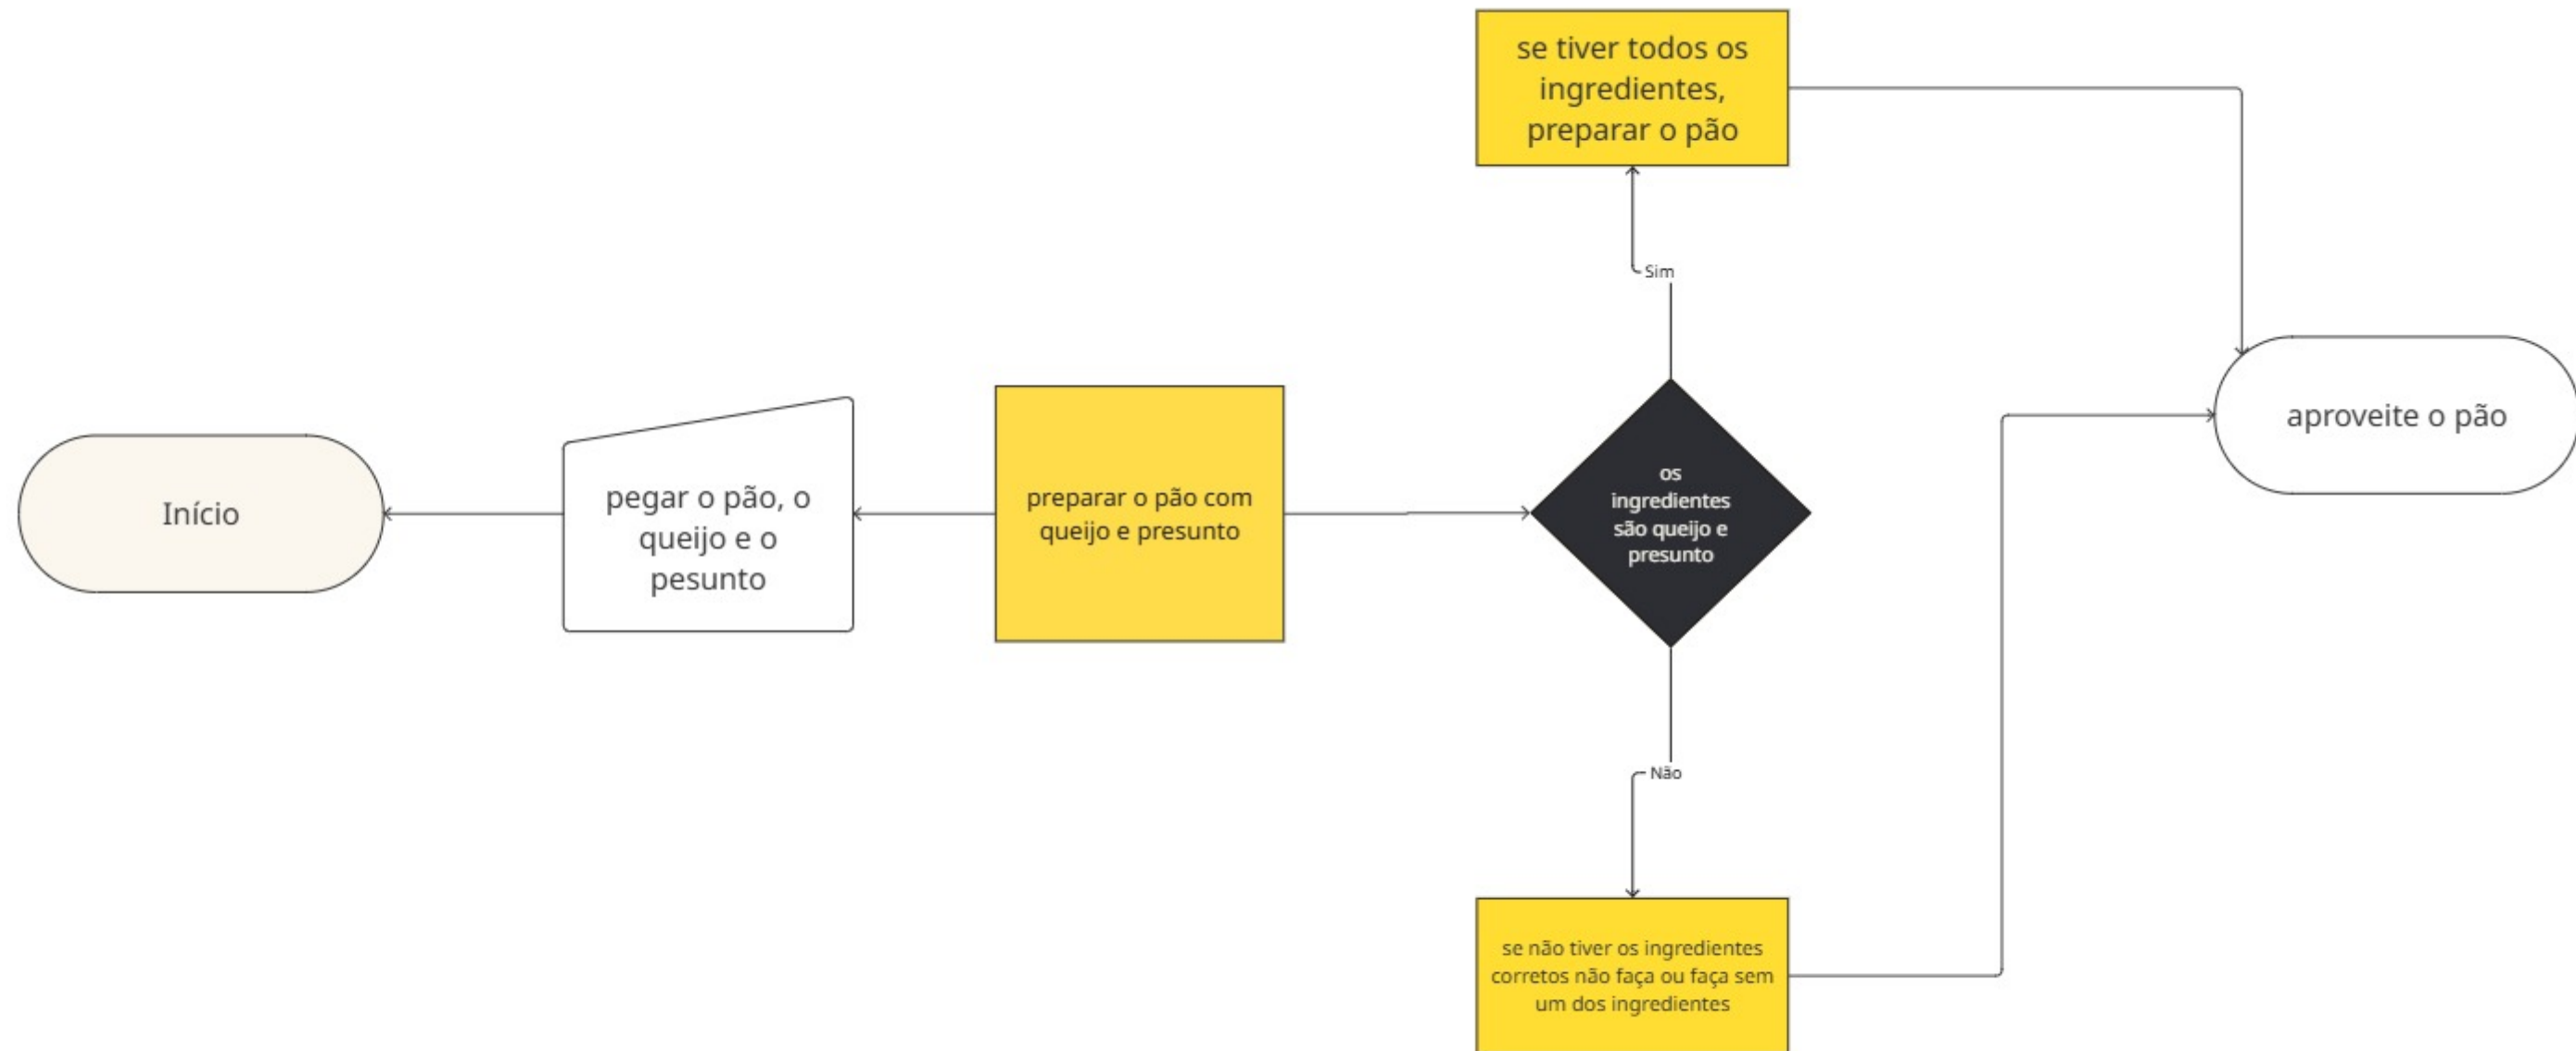 Início
pegar o pão, o
queijo e o
pesunto
preparar o pão com
queijo e presunto
os
ingredientes
são queijo e
presunto
Sim
se tiver todos os
ingredientes,
preparar o pão
Não
se não tiver os ingredientes
corretos não faça ou faça sem
um dos ingredientes
aproveite o pão